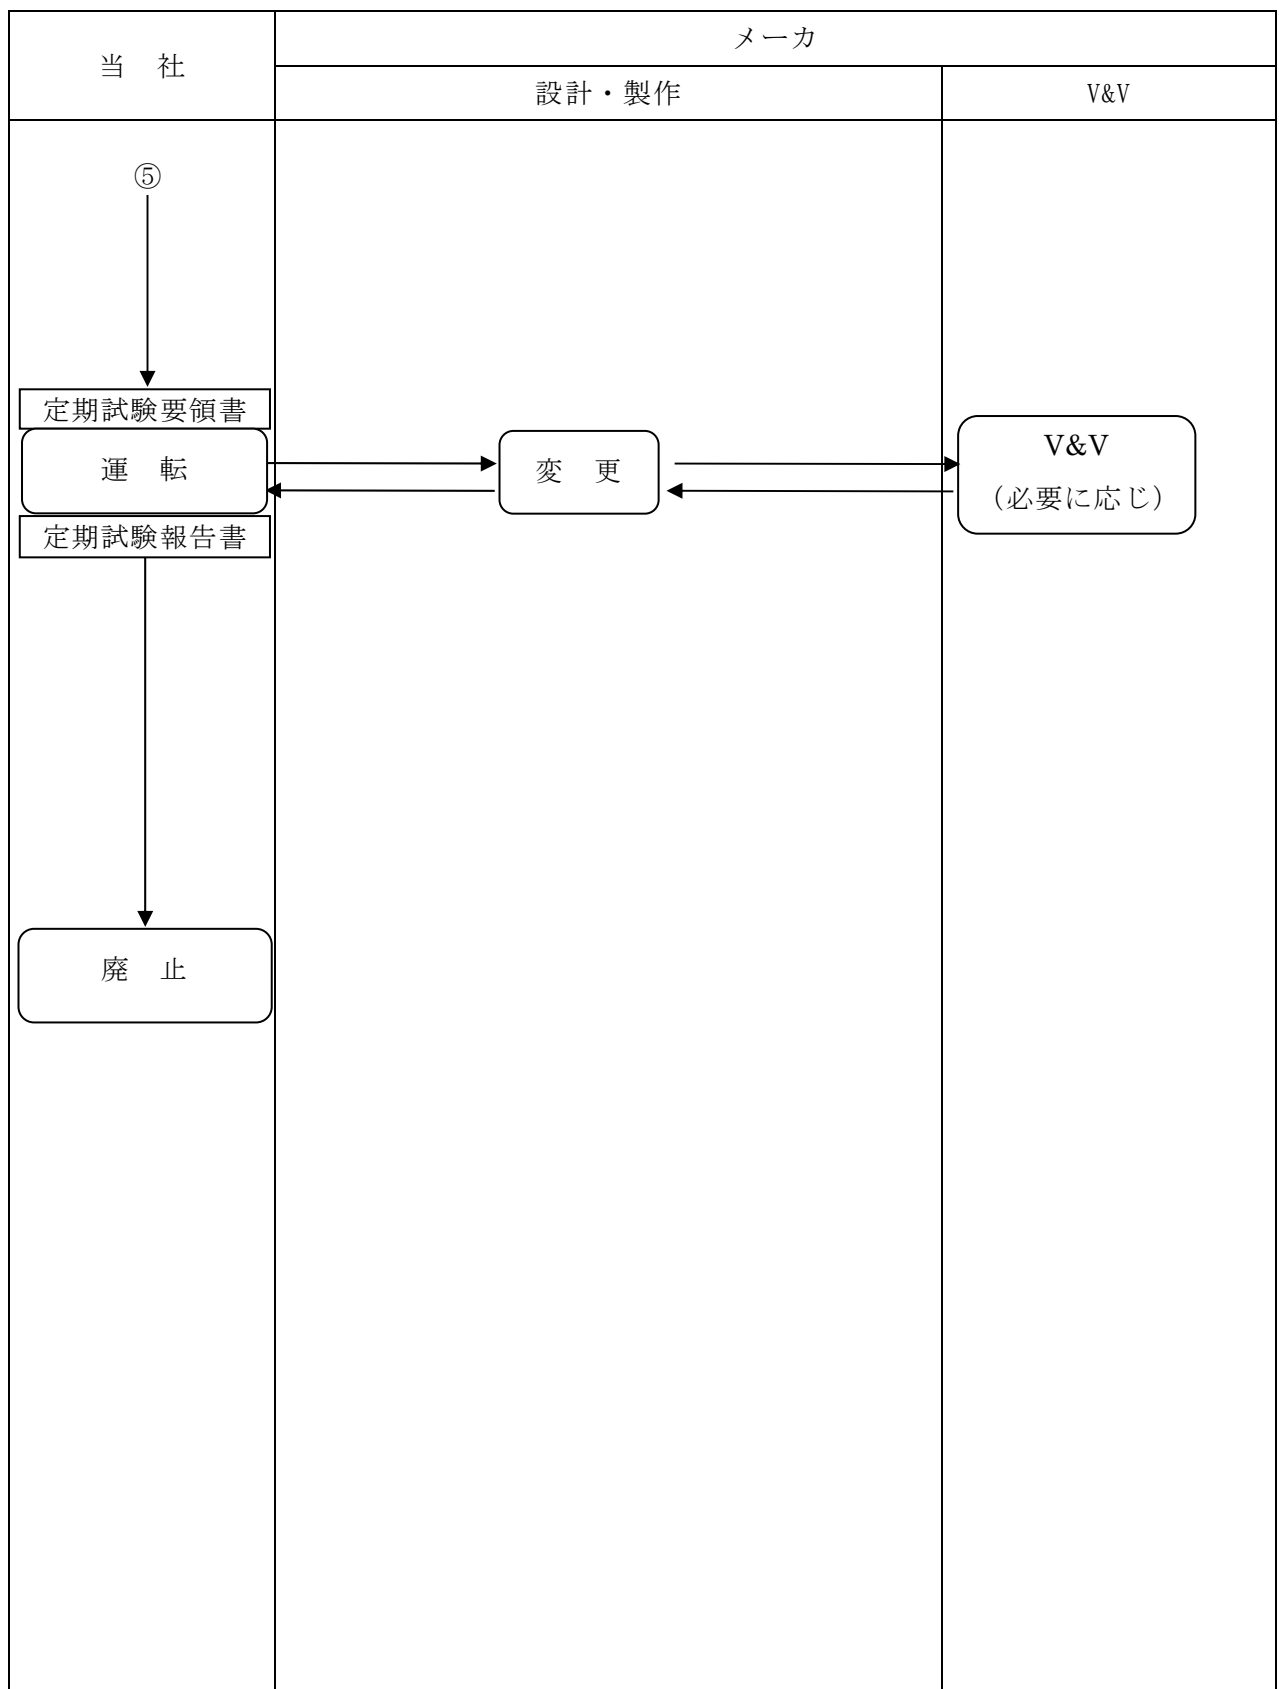 当　社
メーカ
設計・製作
V&V
⑤
定期試験要領書
運　転
定期試験報告書
変　更
V&V
（必要に応じ）
廃　止